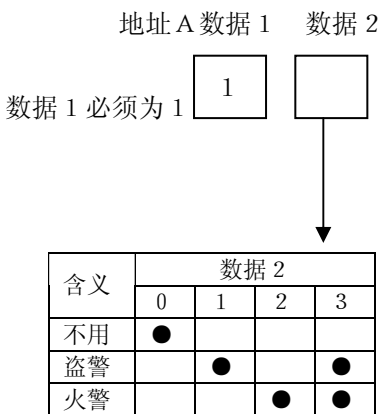 地址A数据1 数据2
数据1必须为1 1
含义 数据2
0 1 2 3
不用 ●
盗警 ● ●
火警 ● ●